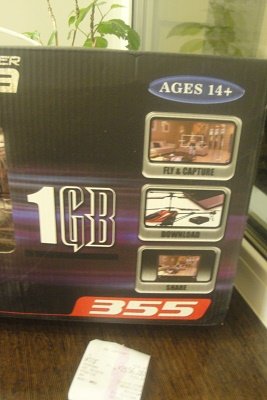 AGES 14+
FLY & CAPTURE
1GB
DOWNLOAD
SHARE
355